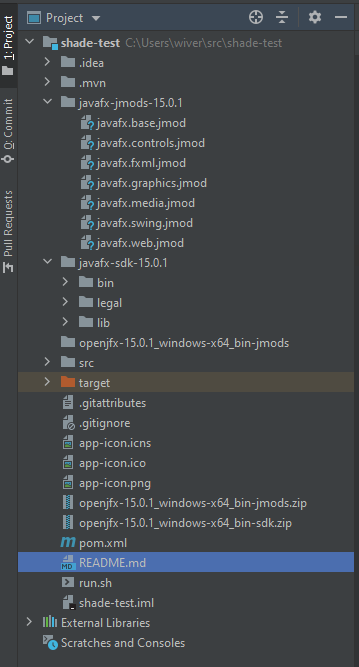 Project
shade-test C:\Users\wiver\src\shade-test
.idea
.mvn
javafx-jmods-15.0.1
javafx.base.jmod
javafx.controls.jmod
javafx.fxml.jmod
javafx.graphics.jmod
javafx.media.jmod
javafx.swing.jmod
javafx.web.jmod
javafx-sdk-15.0.1
bin
legal
lib
openjfx-15.0.1_windows-x64_bin-jmods
src
target
.gitattributes
.gitignore
app-icon.icns
app-icon.ico
app-icon.png
openjfx-15.0.1_windows-x64_bin-jmods.zip
openjfx-15.0.1_windows-x64_bin-sdk.zip
m pom.xml
MD README.md
run.sh
shade-test.iml
External Libraries
Scratches and Consoles
1: Project
0: Commit
Pull Requests